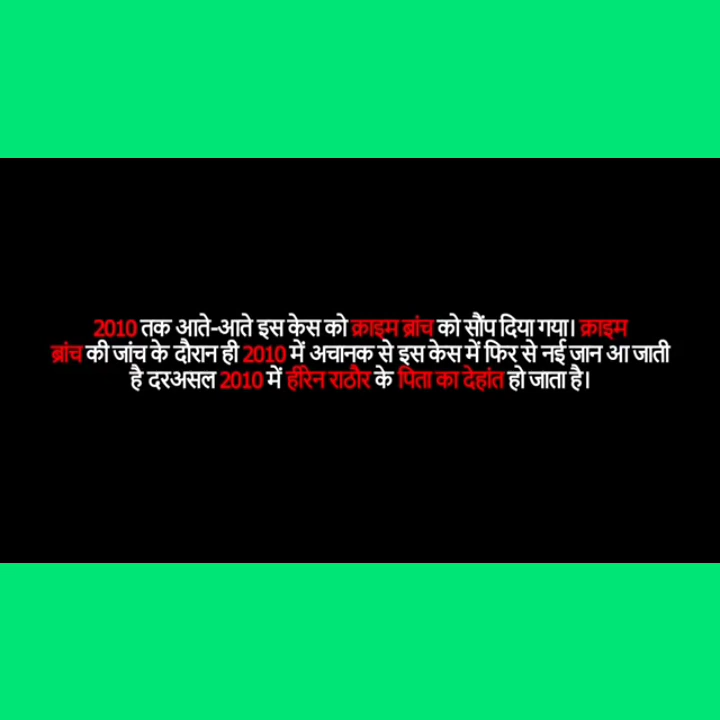 2010 तक आते-आते इस केस को क्राइम ब्रांच को सौंप दिया गया। क्राइम
ब्रांच की जांच के दौरान ही 2010 में अचानक से इस केस में फिर से नई जान आ जाती
है दरअसल 2010 में हीरेन राठौर के पिता का देहांत हो जाता है।